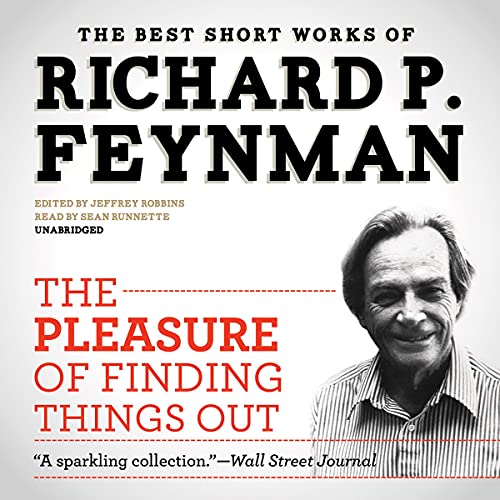 THE BEST SHORT WORKS OF
RICHARD P.
FEYNMAN
EDITED BY JEFFREY ROBBINS
READ BY SEAN RUNNETTE
UNABRIDGED
THE
PLEASURE
OF FINDING
THINGS OUT
“A sparkling collection.”—Wall Street Journal